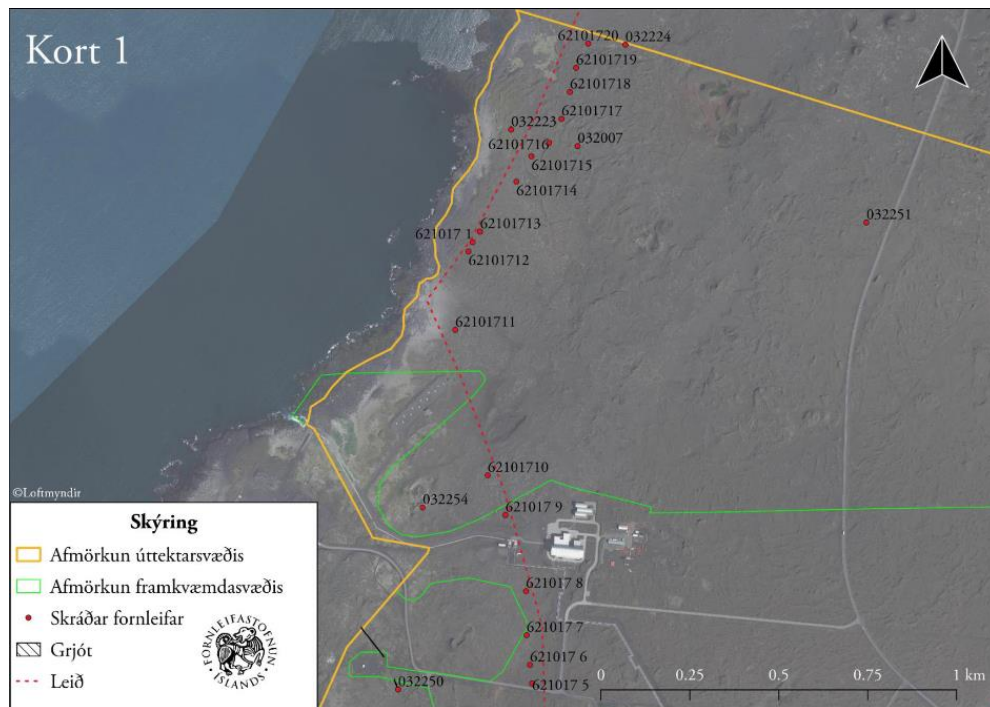 Kort 1
62101720
032224
62101719
62101718
62101717
032223
62101716
032007
62101715
62101714
032251
62101713
621017 1
62101712
62101711
62101710
032254
621017 9
621017 8
621017 7
621017 6
621017 5
032250
©Loftmyndir
Skýring
Afmörkun úttektarsvæðis
Afmörkun framkvæmdasvæðis
Skráðar fornleifar
Grjót
Leið
FORNLEIFASTOFNUN
ÍSLANDS
0 0.25 0.5 0.75 1 km